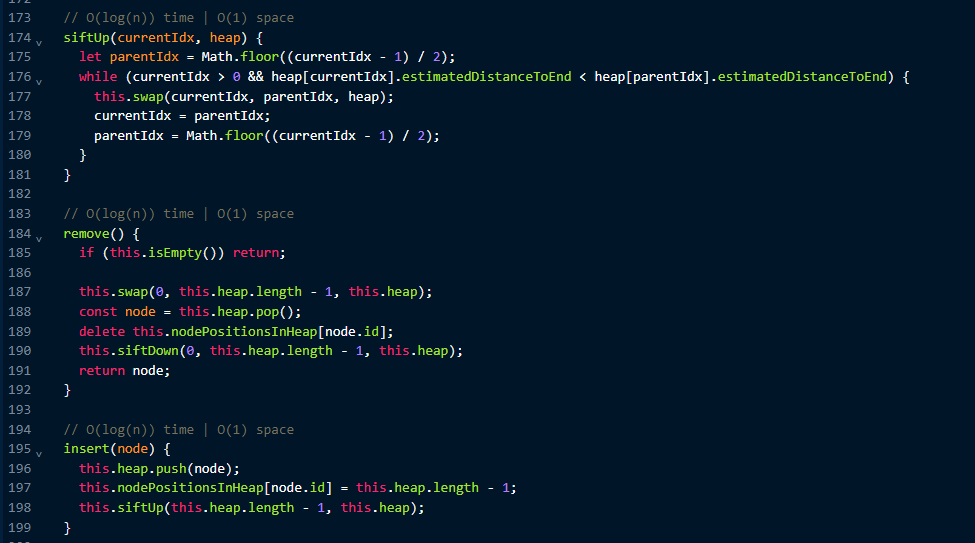 173 // O(log(n)) time | O(1) space
174 siftUp(currentIdx, heap) {
175 let parentIdx = Math.floor((currentIdx - 1) / 2);
176 while (currentIdx > 0 && heap[currentIdx].estimatedDistanceToEnd < heap[parentIdx].estimatedDistanceToEnd) {
177 this.swap(currentIdx, parentIdx, heap);
178 currentIdx = parentIdx;
179 parentIdx = Math.floor((currentIdx - 1) / 2);
180 }
181 }
182
183 // O(log(n)) time | O(1) space
184 remove() {
185 if (this.isEmpty()) return;
186
187 this.swap(0, this.heap.length - 1, this.heap);
188 const node = this.heap.pop();
189 delete this.nodePositionsInHeap[node.id];
190 this.siftDown(0, this.heap.length - 1, this.heap);
191 return node;
192 }
193
194 // O(log(n)) time | O(1) space
195 insert(node) {
196 this.heap.push(node);
197 this.nodePositionsInHeap[node.id] = this.heap.length - 1;
198 this.siftUp(this.heap.length - 1, this.heap);
199 }